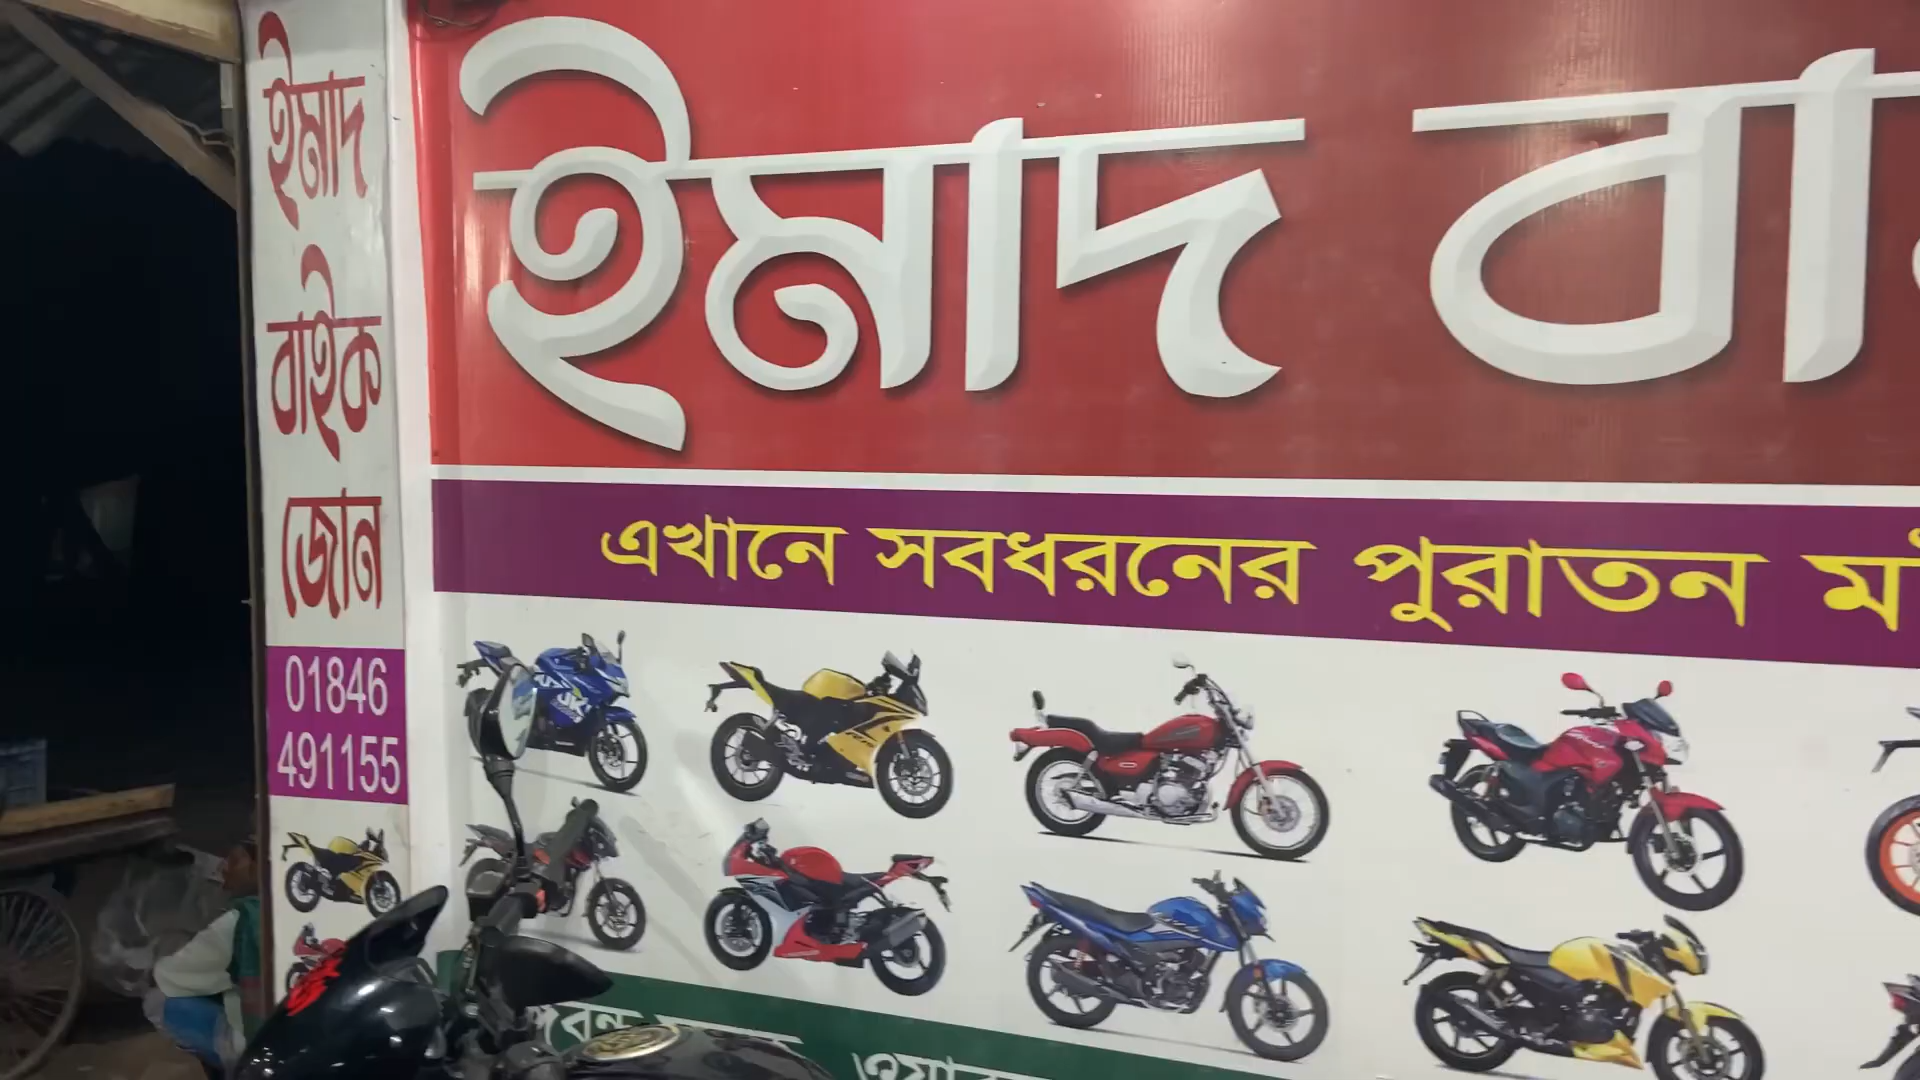 ইমাদ
বাইক
জোন
01846
491155
ইমাদ
এখানে সবধরনের পুরাতন